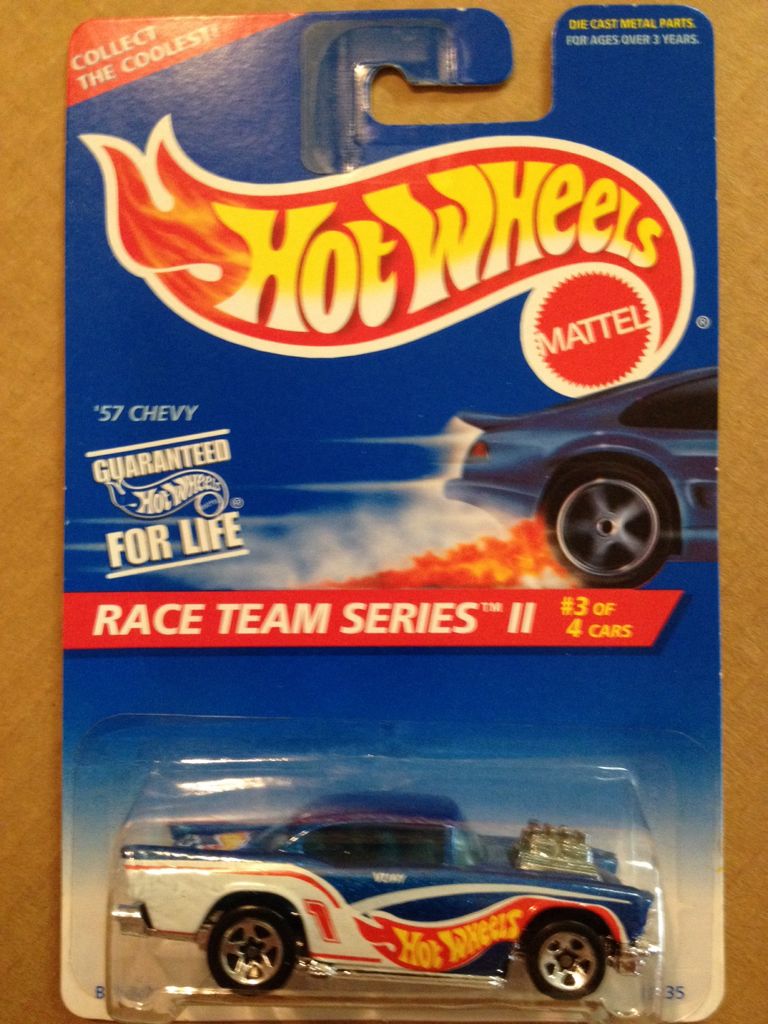 COLLECT
THE COOLEST!
DIE CAST METAL PARTS.
FOR AGES OVER 3 YEARS.
HOT WHEELS
MATTEL
®
'57 CHEVY
GUARANTEED
HOT WHEELS ®
FOR LIFE
RACE TEAM SERIES™ II
#3 OF
4 CARS
1
HOT WHEELS
35